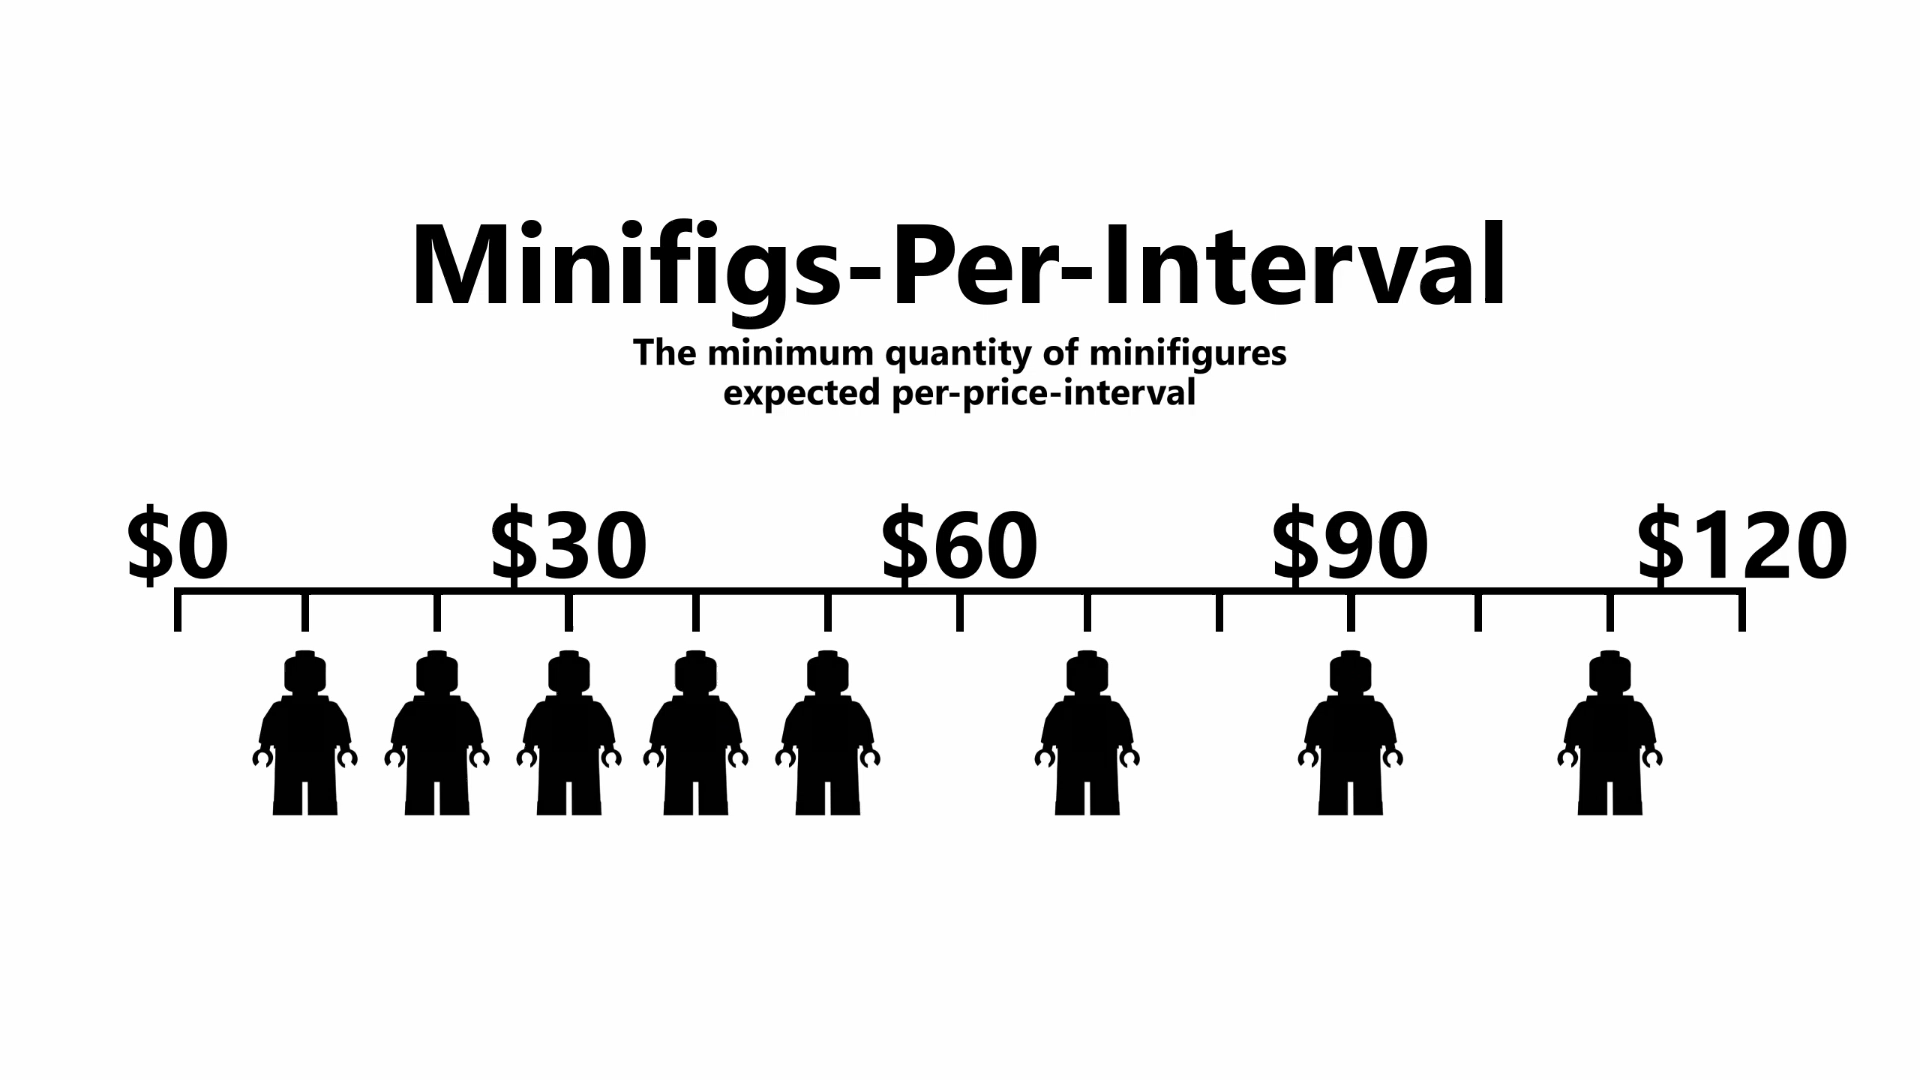 Minifigs-Per-Interval
The minimum quantity of minifigures
expected per-price-interval
$0 $30 $60 $90 $120